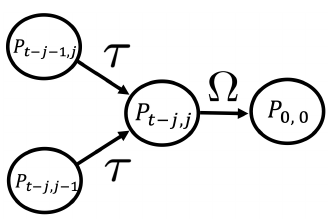 P_{t-j-1,j}
τ
P_{t-j,j}
Ω
P_{0,0}
P_{t-j,j-1}
τ